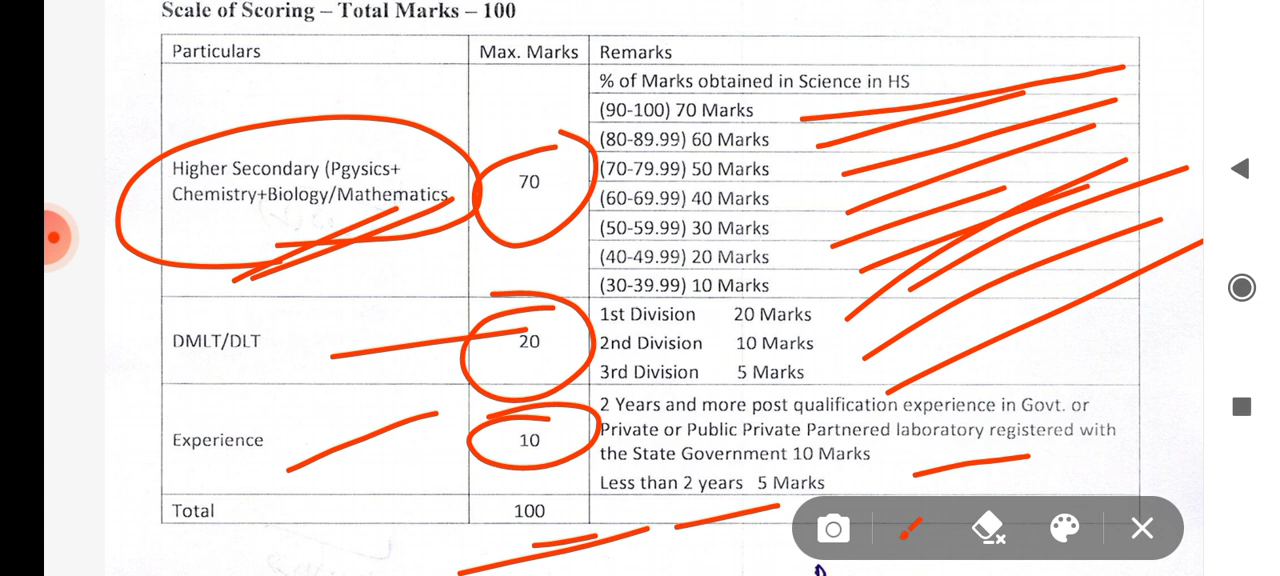 Scale of Scoring – Total Marks – 100
Particulars Max. Marks Remarks
% of Marks obtained in Science in HS
(90-100) 70 Marks
(80-89.99) 60 Marks
Higher Secondary (Pgysics+
Chemistry+Biology/Mathematics
70
(70-79.99) 50 Marks
(60-69.99) 40 Marks
(50-59.99) 30 Marks
(40-49.99) 20 Marks
(30-39.99) 10 Marks
DMLT/DLT
20
1st Division 20 Marks
2nd Division 10 Marks
3rd Division 5 Marks
Experience
10
2 Years and more post qualification experience in Govt. or
Private or Public Private Partnered laboratory registered with
the State Government 10 Marks
Less than 2 years 5 Marks
Total 100